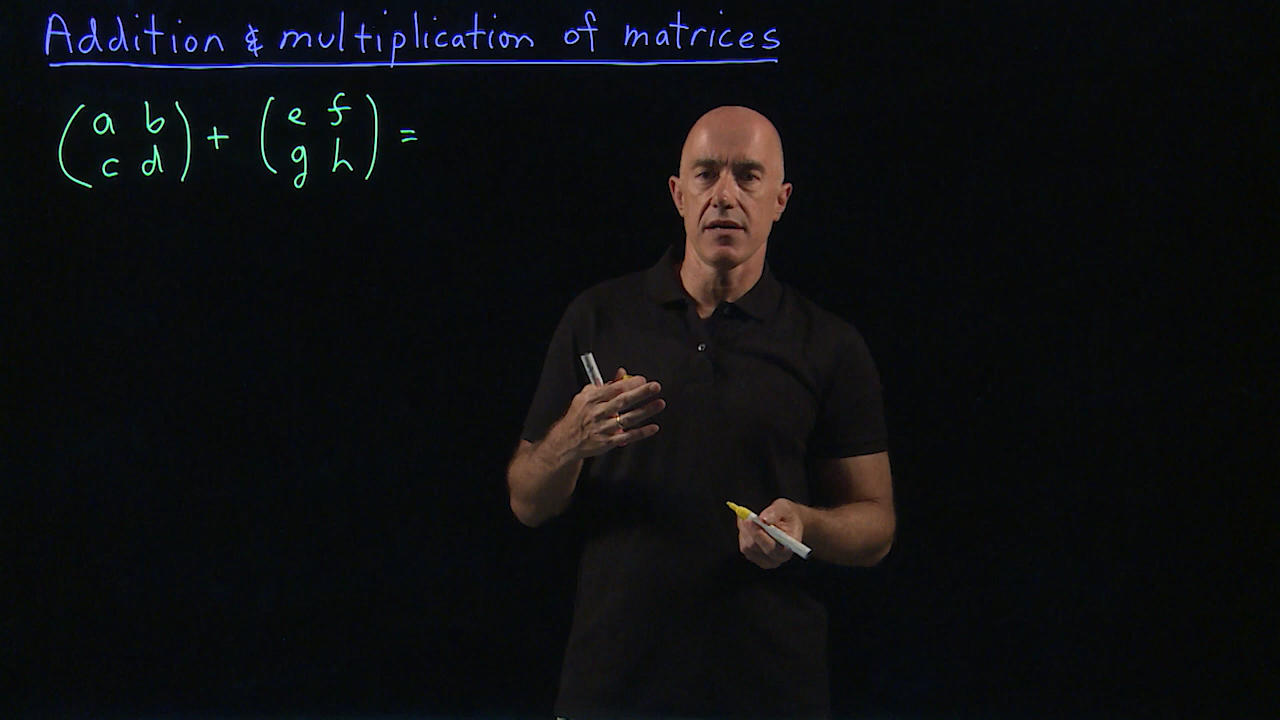 Addition & multiplication of matrices
(a b) + (e f) =
(c d) (g h)